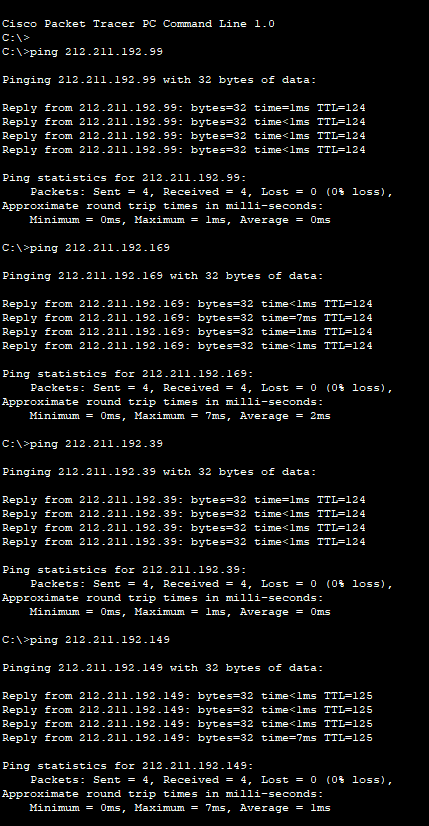 Cisco Packet Tracer PC Command Line 1.0
C:\>
C:\>ping 212.211.192.99
Pinging 212.211.192.99 with 32 bytes of data:
Reply from 212.211.192.99: bytes=32 time=1ms TTL=124
Reply from 212.211.192.99: bytes=32 time<1ms TTL=124
Reply from 212.211.192.99: bytes=32 time<1ms TTL=124
Reply from 212.211.192.99: bytes=32 time<1ms TTL=124
Ping statistics for 212.211.192.99:
    Packets: Sent = 4, Received = 4, Lost = 0 (0% loss),
Approximate round trip times in milli-seconds:
    Minimum = 0ms, Maximum = 1ms, Average = 0ms
C:\>ping 212.211.192.169
Pinging 212.211.192.169 with 32 bytes of data:
Reply from 212.211.192.169: bytes=32 time<1ms TTL=124
Reply from 212.211.192.169: bytes=32 time=7ms TTL=124
Reply from 212.211.192.169: bytes=32 time=1ms TTL=124
Reply from 212.211.192.169: bytes=32 time<1ms TTL=124
Ping statistics for 212.211.192.169:
    Packets: Sent = 4, Received = 4, Lost = 0 (0% loss),
Approximate round trip times in milli-seconds:
    Minimum = 0ms, Maximum = 7ms, Average = 2ms
C:\>ping 212.211.192.39
Pinging 212.211.192.39 with 32 bytes of data:
Reply from 212.211.192.39: bytes=32 time=1ms TTL=124
Reply from 212.211.192.39: bytes=32 time<1ms TTL=124
Reply from 212.211.192.39: bytes=32 time<1ms TTL=124
Reply from 212.211.192.39: bytes=32 time<1ms TTL=124
Ping statistics for 212.211.192.39:
    Packets: Sent = 4, Received = 4, Lost = 0 (0% loss),
Approximate round trip times in milli-seconds:
    Minimum = 0ms, Maximum = 1ms, Average = 0ms
C:\>ping 212.211.192.149
Pinging 212.211.192.149 with 32 bytes of data:
Reply from 212.211.192.149: bytes=32 time<1ms TTL=125
Reply from 212.211.192.149: bytes=32 time<1ms TTL=125
Reply from 212.211.192.149: bytes=32 time<1ms TTL=125
Reply from 212.211.192.149: bytes=32 time=7ms TTL=125
Ping statistics for 212.211.192.149:
    Packets: Sent = 4, Received = 4, Lost = 0 (0% loss),
Approximate round trip times in milli-seconds:
    Minimum = 0ms, Maximum = 7ms, Average = 1ms